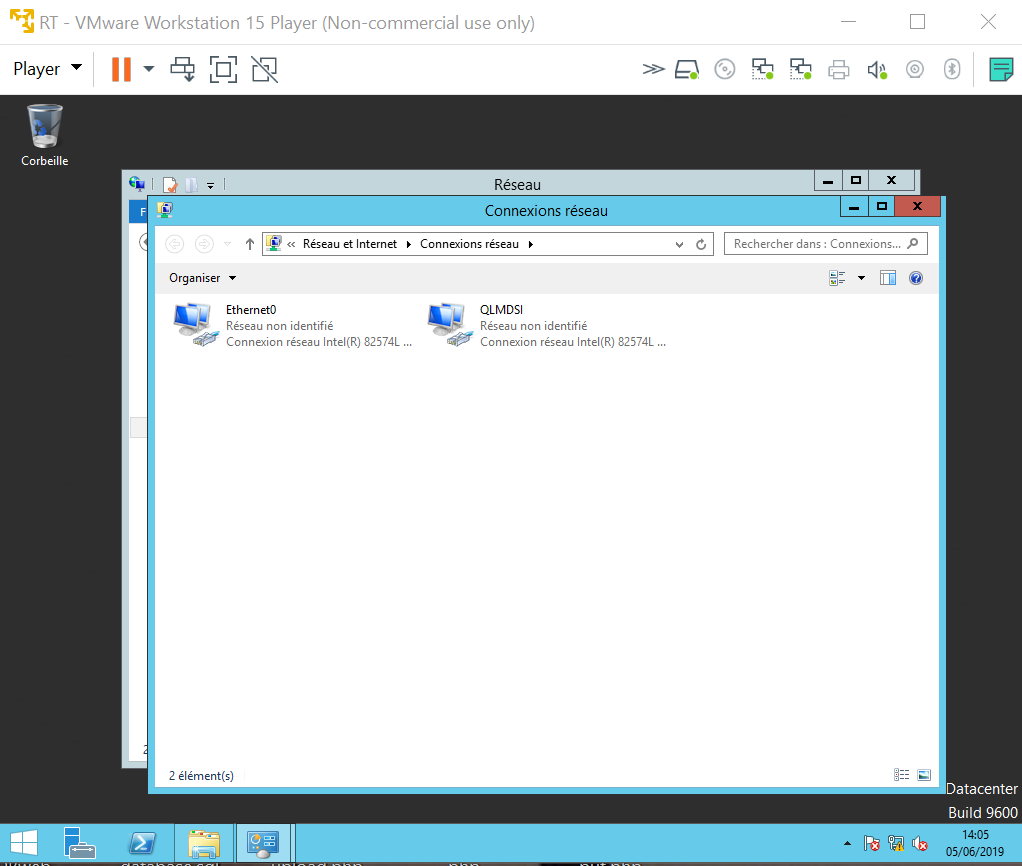 RT - VMware Workstation 15 Player (Non-commercial use only)
Player
Corbeille
Réseau
F
Connexions réseau
« Réseau et Internet Connexions réseau
Rechercher dans : Connexions...
Organiser
Ethernet0
Réseau non identifié
Connexion réseau Intel(R) 82574L ...
QLMDSI
Réseau non identifié
Connexion réseau Intel(R) 82574L ...
2
2 élément(s)
Datacenter
Build 9600
14:05
05/06/2019